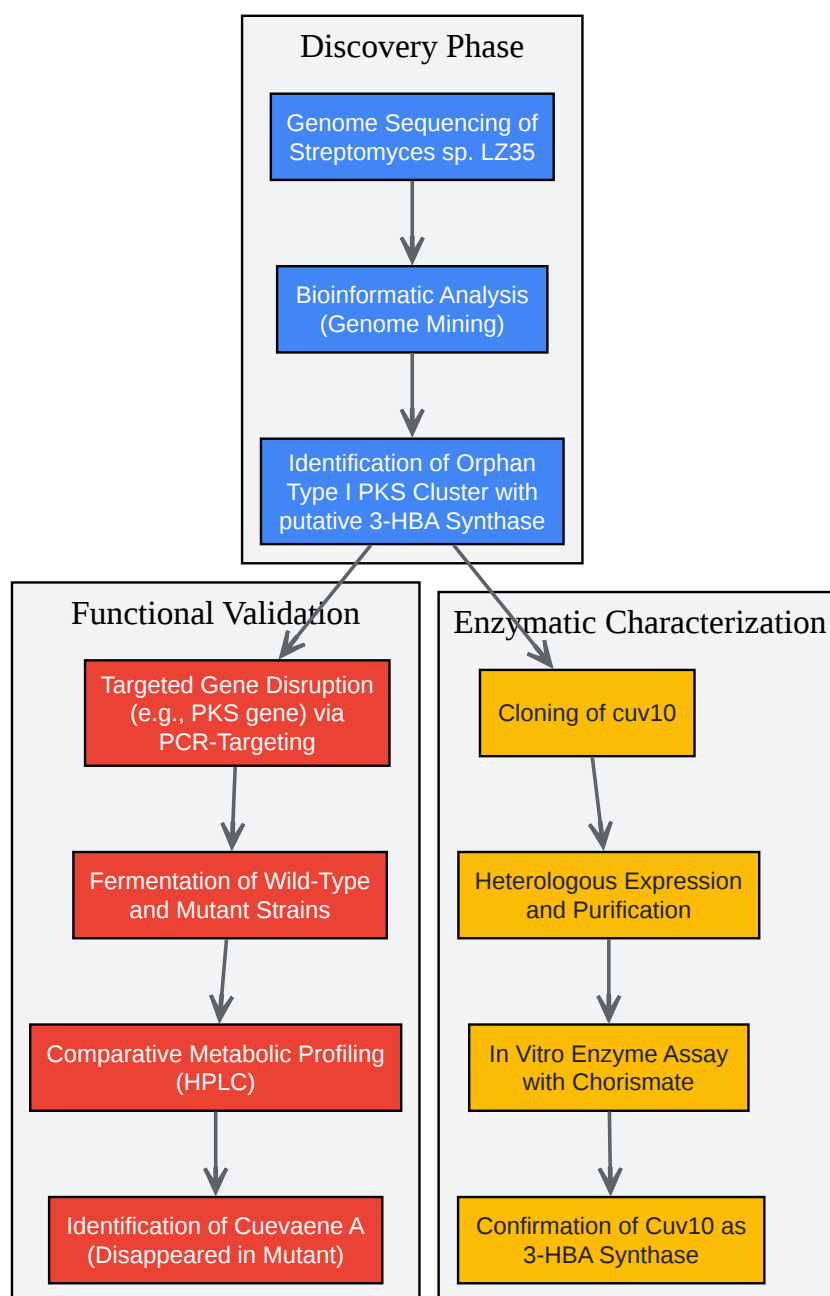 Discovery Phase
Genome Sequencing of
Streptomyces sp. LZ35
Bioinformatic Analysis
(Genome Mining)
Identification of Orphan
Type I PKS Cluster with
putative 3-HBA Synthase
Functional Validation
Targeted Gene Disruption
(e.g., PKS gene) via
PCR-Targeting
Fermentation of Wild-Type
and Mutant Strains
Comparative Metabolic Profiling
(HPLC)
Identification of Cuevaene A
(Disappeared in Mutant)
Enzymatic Characterization
Cloning of cuv10
Heterologous Expression
and Purification
In Vitro Enzyme Assay
with Chorismate
Confirmation of Cuv10 as
3-HBA Synthase